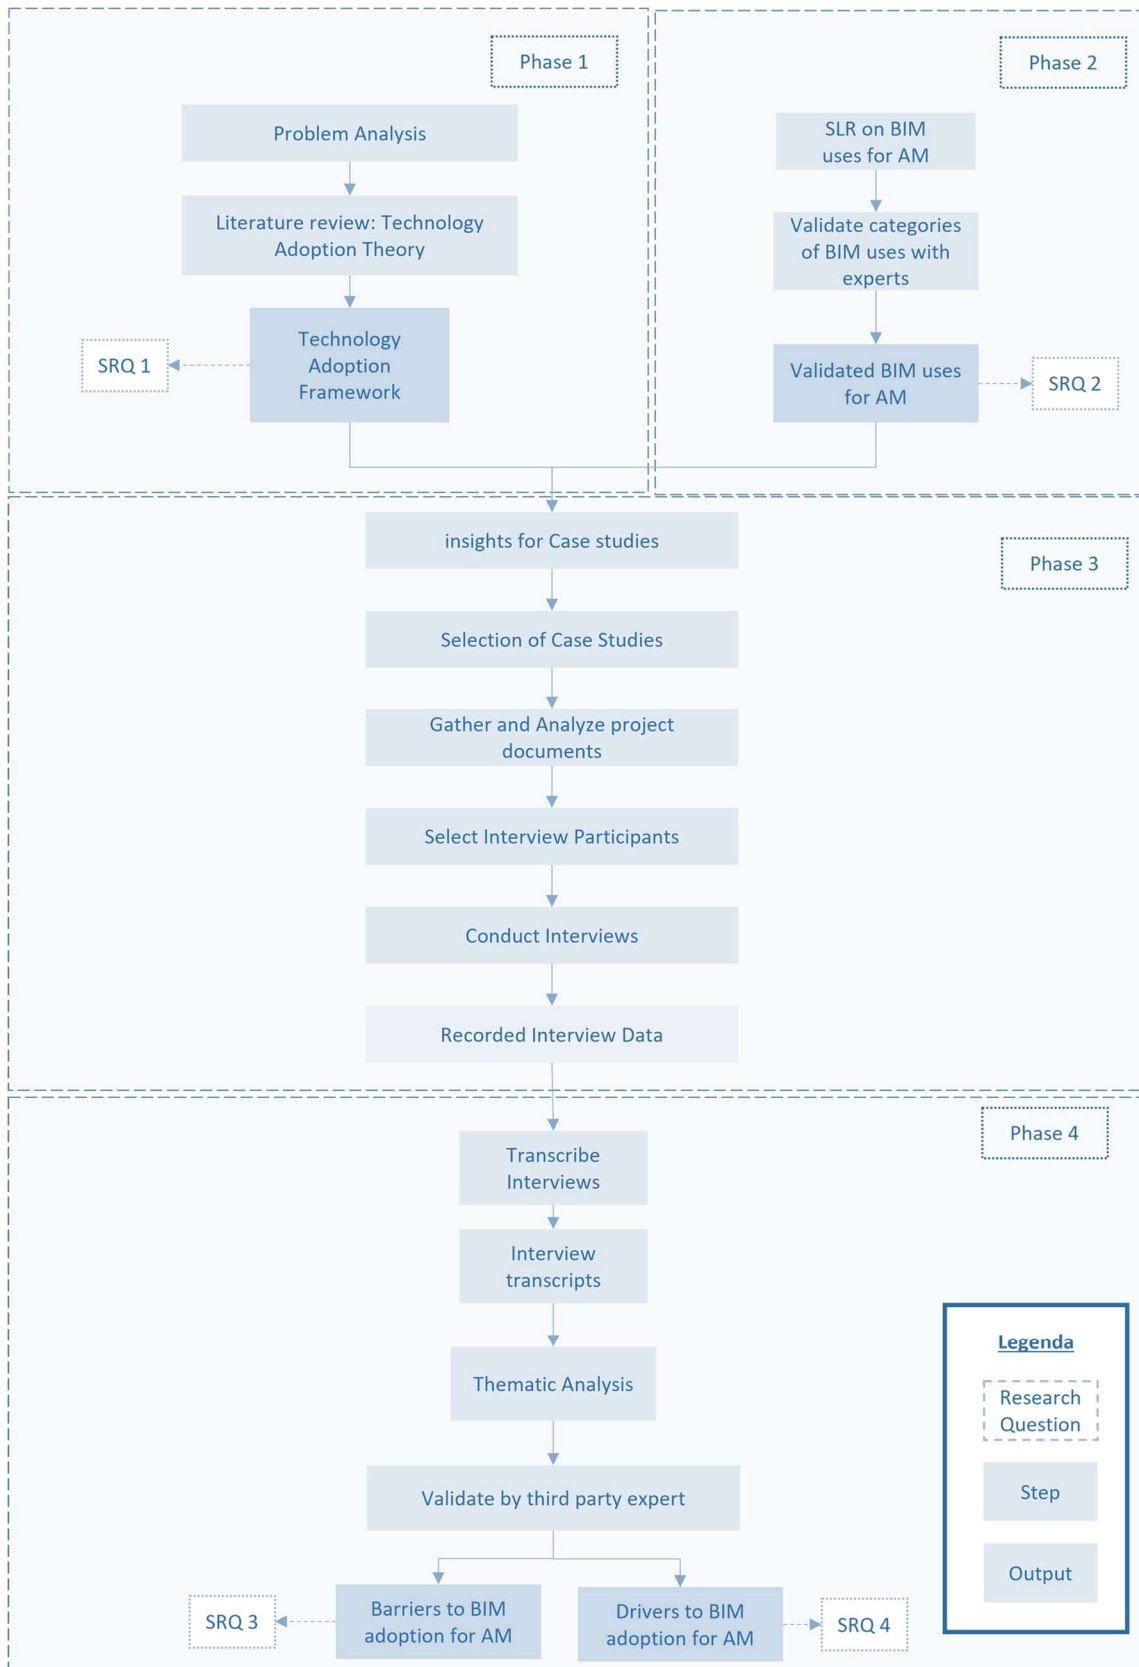 Phase 1
Problem Analysis
Literature review: Technology
Adoption Theory
Technology
Adoption
Framework
SRQ 1
Phase 2
SLR on BIM
uses for AM
Validate categories
of BIM uses with
experts
Validated BIM uses
for AM
SRQ 2
Phase 3
insights for Case studies
Selection of Case Studies
Gather and Analyze project
documents
Select Interview Participants
Conduct Interviews
Recorded Interview Data
Phase 4
Transcribe
Interviews
Interview
transcripts
Thematic Analysis
Validate by third party expert
SRQ 3
Barriers to BIM
adoption for AM
Drivers to BIM
adoption for AM
SRQ 4
Legenda
Research
Question
Step
Output